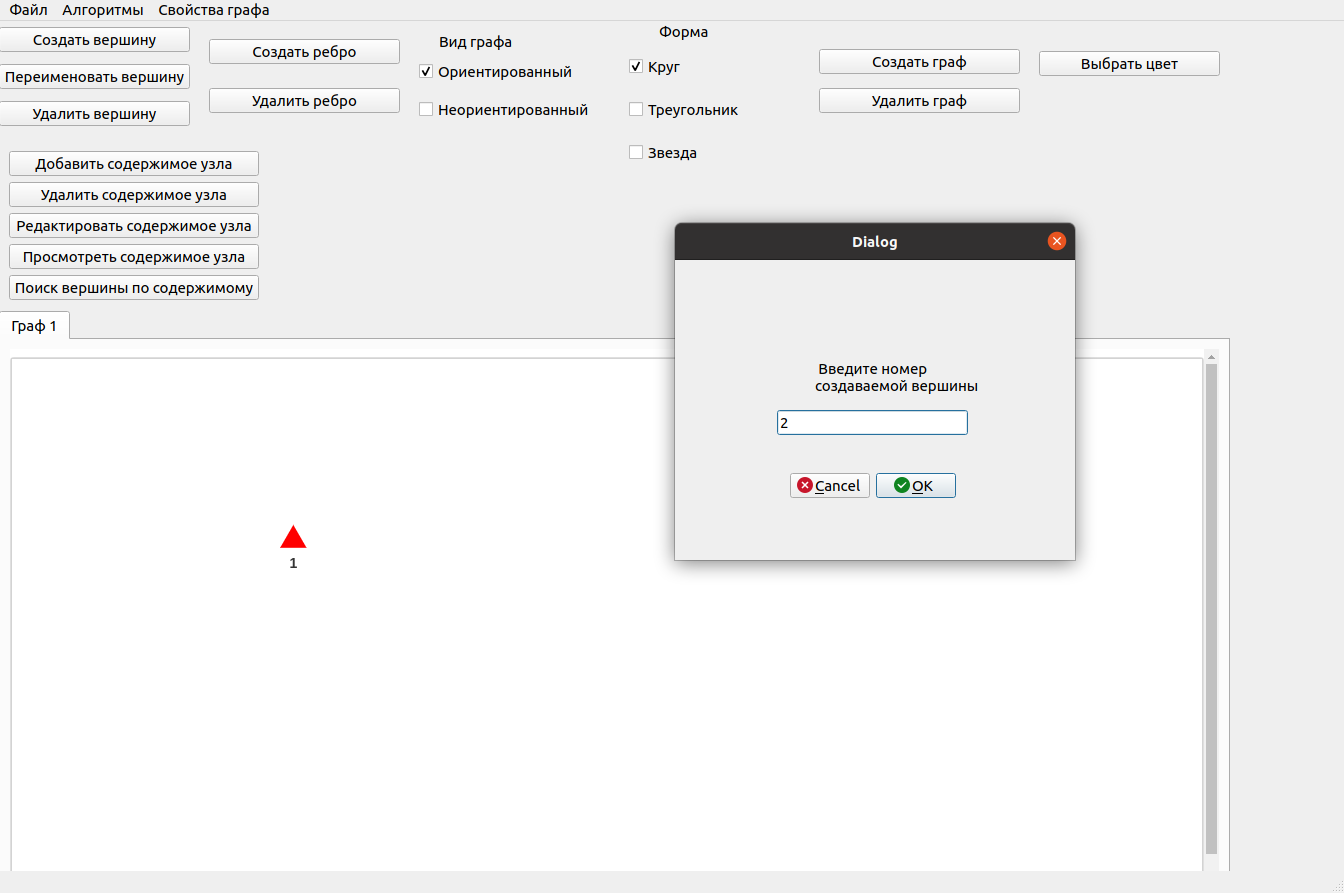 Файл Алгоритмы Свойства графа
Создать вершину
Переименовать вершину
Удалить вершину
Создать ребро
Удалить ребро
Вид графа
Ориентированный
Неориентированный
Форма
Круг
Треугольник
Звезда
Создать граф
Удалить граф
Выбрать цвет
Добавить содержимое узла
Удалить содержимое узла
Редактировать содержимое узла
Просмотреть содержимое узла
Поиск вершины по содержимому
Граф 1
1
Dialog
Введите номер
создаваемой вершины
2
Cancel
OK